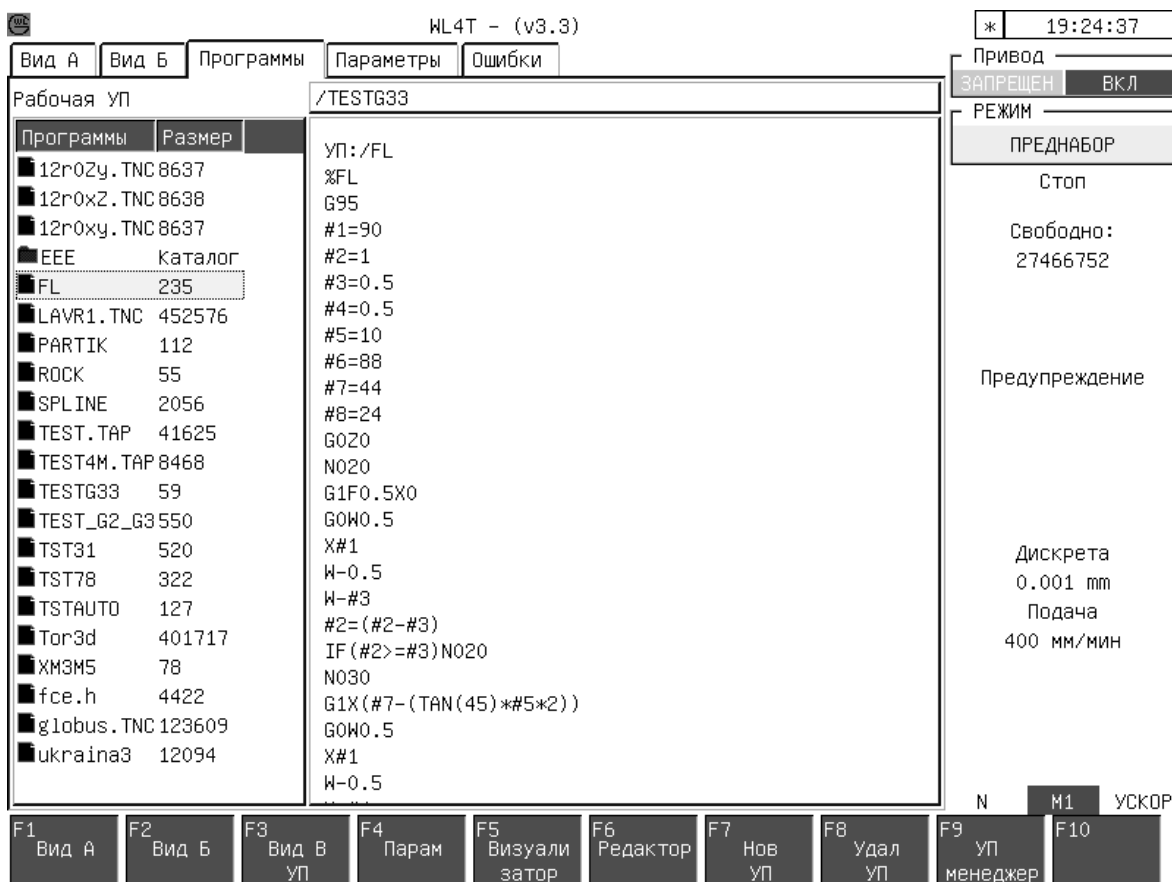 WL4T - (v3.3)
* 19:24:37
Вид А Вид Б Программы Параметры Ошибки
Рабочая УП /TESTG33
Программы Размер
12r0Zy.TNC 8637
12r0xZ.TNC 8638
12r0xy.TNC 8637
EEE Каталог
FL 235
LAVR1.TNC 452576
PARTIK 112
ROCK 55
SPLINE 2056
TEST.TAP 41625
TEST4M.TAP 8468
TESTG33 59
TEST_G2_G3 550
TST31 520
TST78 322
TSTAUTO 127
Tor3d 401717
XM3M5 78
fce.h 4422
globus.TNC 123609
ukraina3 12094
УП:/FL
%FL
G95
#1=90
#2=1
#3=0.5
#4=0.5
#5=10
#6=88
#7=44
#8=24
G0Z0
N020
G1F0.5X0
G0W0.5
X#1
W-0.5
W-#3
#2=(#2-#3)
IF(#2>=#3)N020
N030
G1X(#7-(TAN(45)*#5*2))
G0W0.5
X#1
W-0.5
Привод
ЗАПРЕЩЕН ВКЛ
РЕЖИМ
ПРЕДНАБОР
Стоп
Свободно:
27466752
Предупреждение
Дискрета
0.001 mm
Подача
400 мм/мин
N M1 УСКОР
F1 Вид А
F2 Вид Б
F3 Вид В
УП
F4 Парам
F5 Визуали
затор
F6 Редактор
F7 Нов
УП
F8 Удал
УП
F9 УП
менеджер
F10